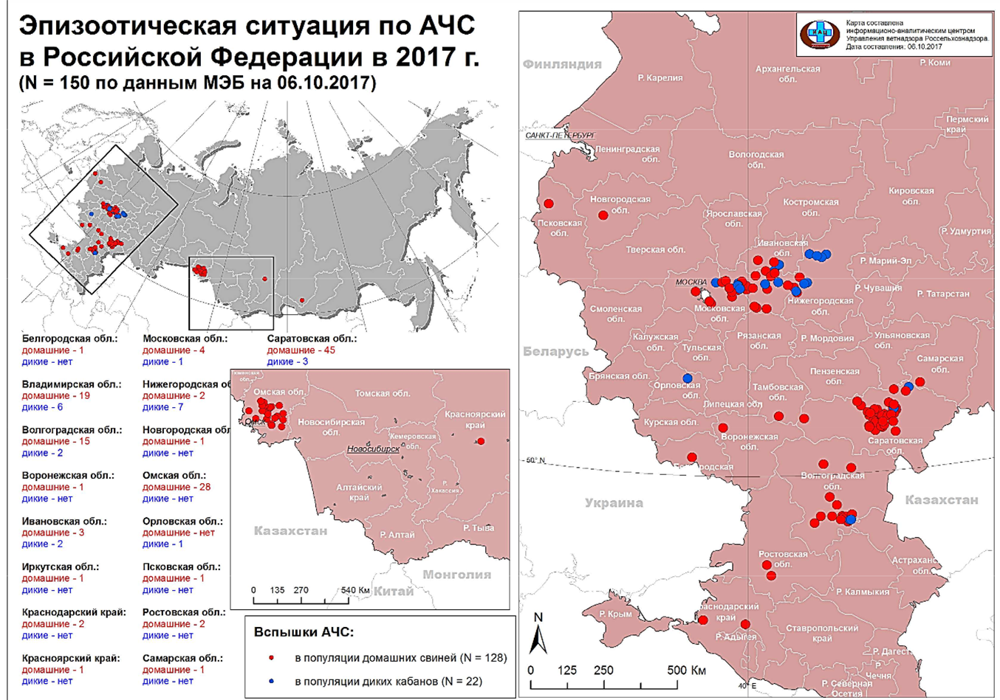 Эпизоотическая ситуация по АЧС
в Российской Федерации в 2017 г.
(N = 150 по данным МЭБ на 06.10.2017)
Белгородская обл.:
домашние - 1
дикие - нет
Владимирская обл.:
домашние - 19
дикие - 6
Волгоградская обл.:
домашние - 15
дикие - 2
Воронежская обл.:
домашние - 1
дикие - нет
Ивановская обл.:
домашние - 3
дикие - 2
Иркутская обл.:
домашние - 1
дикие - нет
Краснодарский край:
домашние - 2
дикие - нет
Красноярский край:
домашние - 1
дикие - нет
Московская обл.:
домашние - 4
дикие - 1
Нижегородская об
домашние - 2
дикие - 7
Новгородская обл
домашние - 1
дикие - нет
Омская обл.:
домашние - 28
дикие - нет
Орловская обл.:
домашние - нет
дикие - 1
Псковская обл.:
домашние - 1
дикие - нет
Ростовская обл.:
домашние - 2
дикие - нет
Самарская обл.:
домашние - 1
дикие - нет
Саратовская обл.:
домашние - 45
дикие - 3
Тюменская
обл.
Омская обл.
Томская обл.
Красноярский
край
Омск
Новосибирская
обл.
Кемеровская
обл.
Новосибирск
Алтайский
край
Р.
Хакассия
Казахстан
Р. Алтай
Р. Тыва
Монголия
Китай
0 135 270 540 Км
Вспышки АЧС:
в популяции домашних свиней (N = 128)
в популяции диких кабанов (N = 22)
Карта составлена
информационо-аналитическим центром
Управления ветнадзора Россельхознадзора.
Дата составления: 06.10.2017
ИАЦ
Финляндия
Р. Карелия
Архангельская
обл.
Р. Коми
Пермский
край
САНКТ-ПЕТЕРБУРГ
Ленинградская
обл.
Вологодская
обл.
Новгородская
обл.
Костромская
обл.
Кировская
обл.
Псковская
обл.
Ярославская
обл.
Р. Удмуртия
Ивановская
обл.
Тверская обл.
Р. Марий-Эл
МОСКВА
Р. Чувашия
Р. Татарстан
Смоленская
обл.
Московская
обл.
Нижегородская
обл.
Калужская
обл.
Рязанская
обл.
Р. Мордовия
Ульяновская
обл.
Беларусь
Тульская
обл.
Самарская
обл.
Брянская обл.
Орловская
обл.
Тамбовская
обл.
Пензенская
обл.
Липецкая обл
Курская обл.
Воронежская
обл.
Саратовская
обл.
50° N
городская
Волгоградская
обл.
Украина
Казахстан
Ростовская
обл.
Астрахан
обл.
Р. Калмыкия
Р. Крым
раснодарский
край
Р. Адыгея
Ставропольский
край
Р. Дагест
Р.
Чечня
Р. Северная
Осетия
N
0 125 250 500 Км
40° E